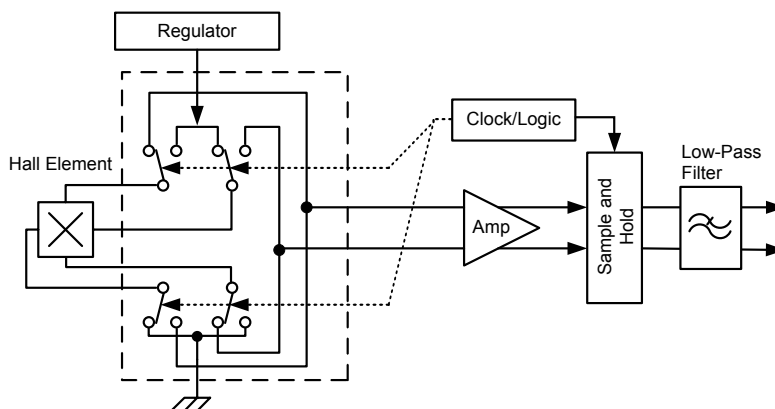 Regulator
Hall Element
Clock/Logic
Low-Pass
Filter
Amp
Sample and
Hold